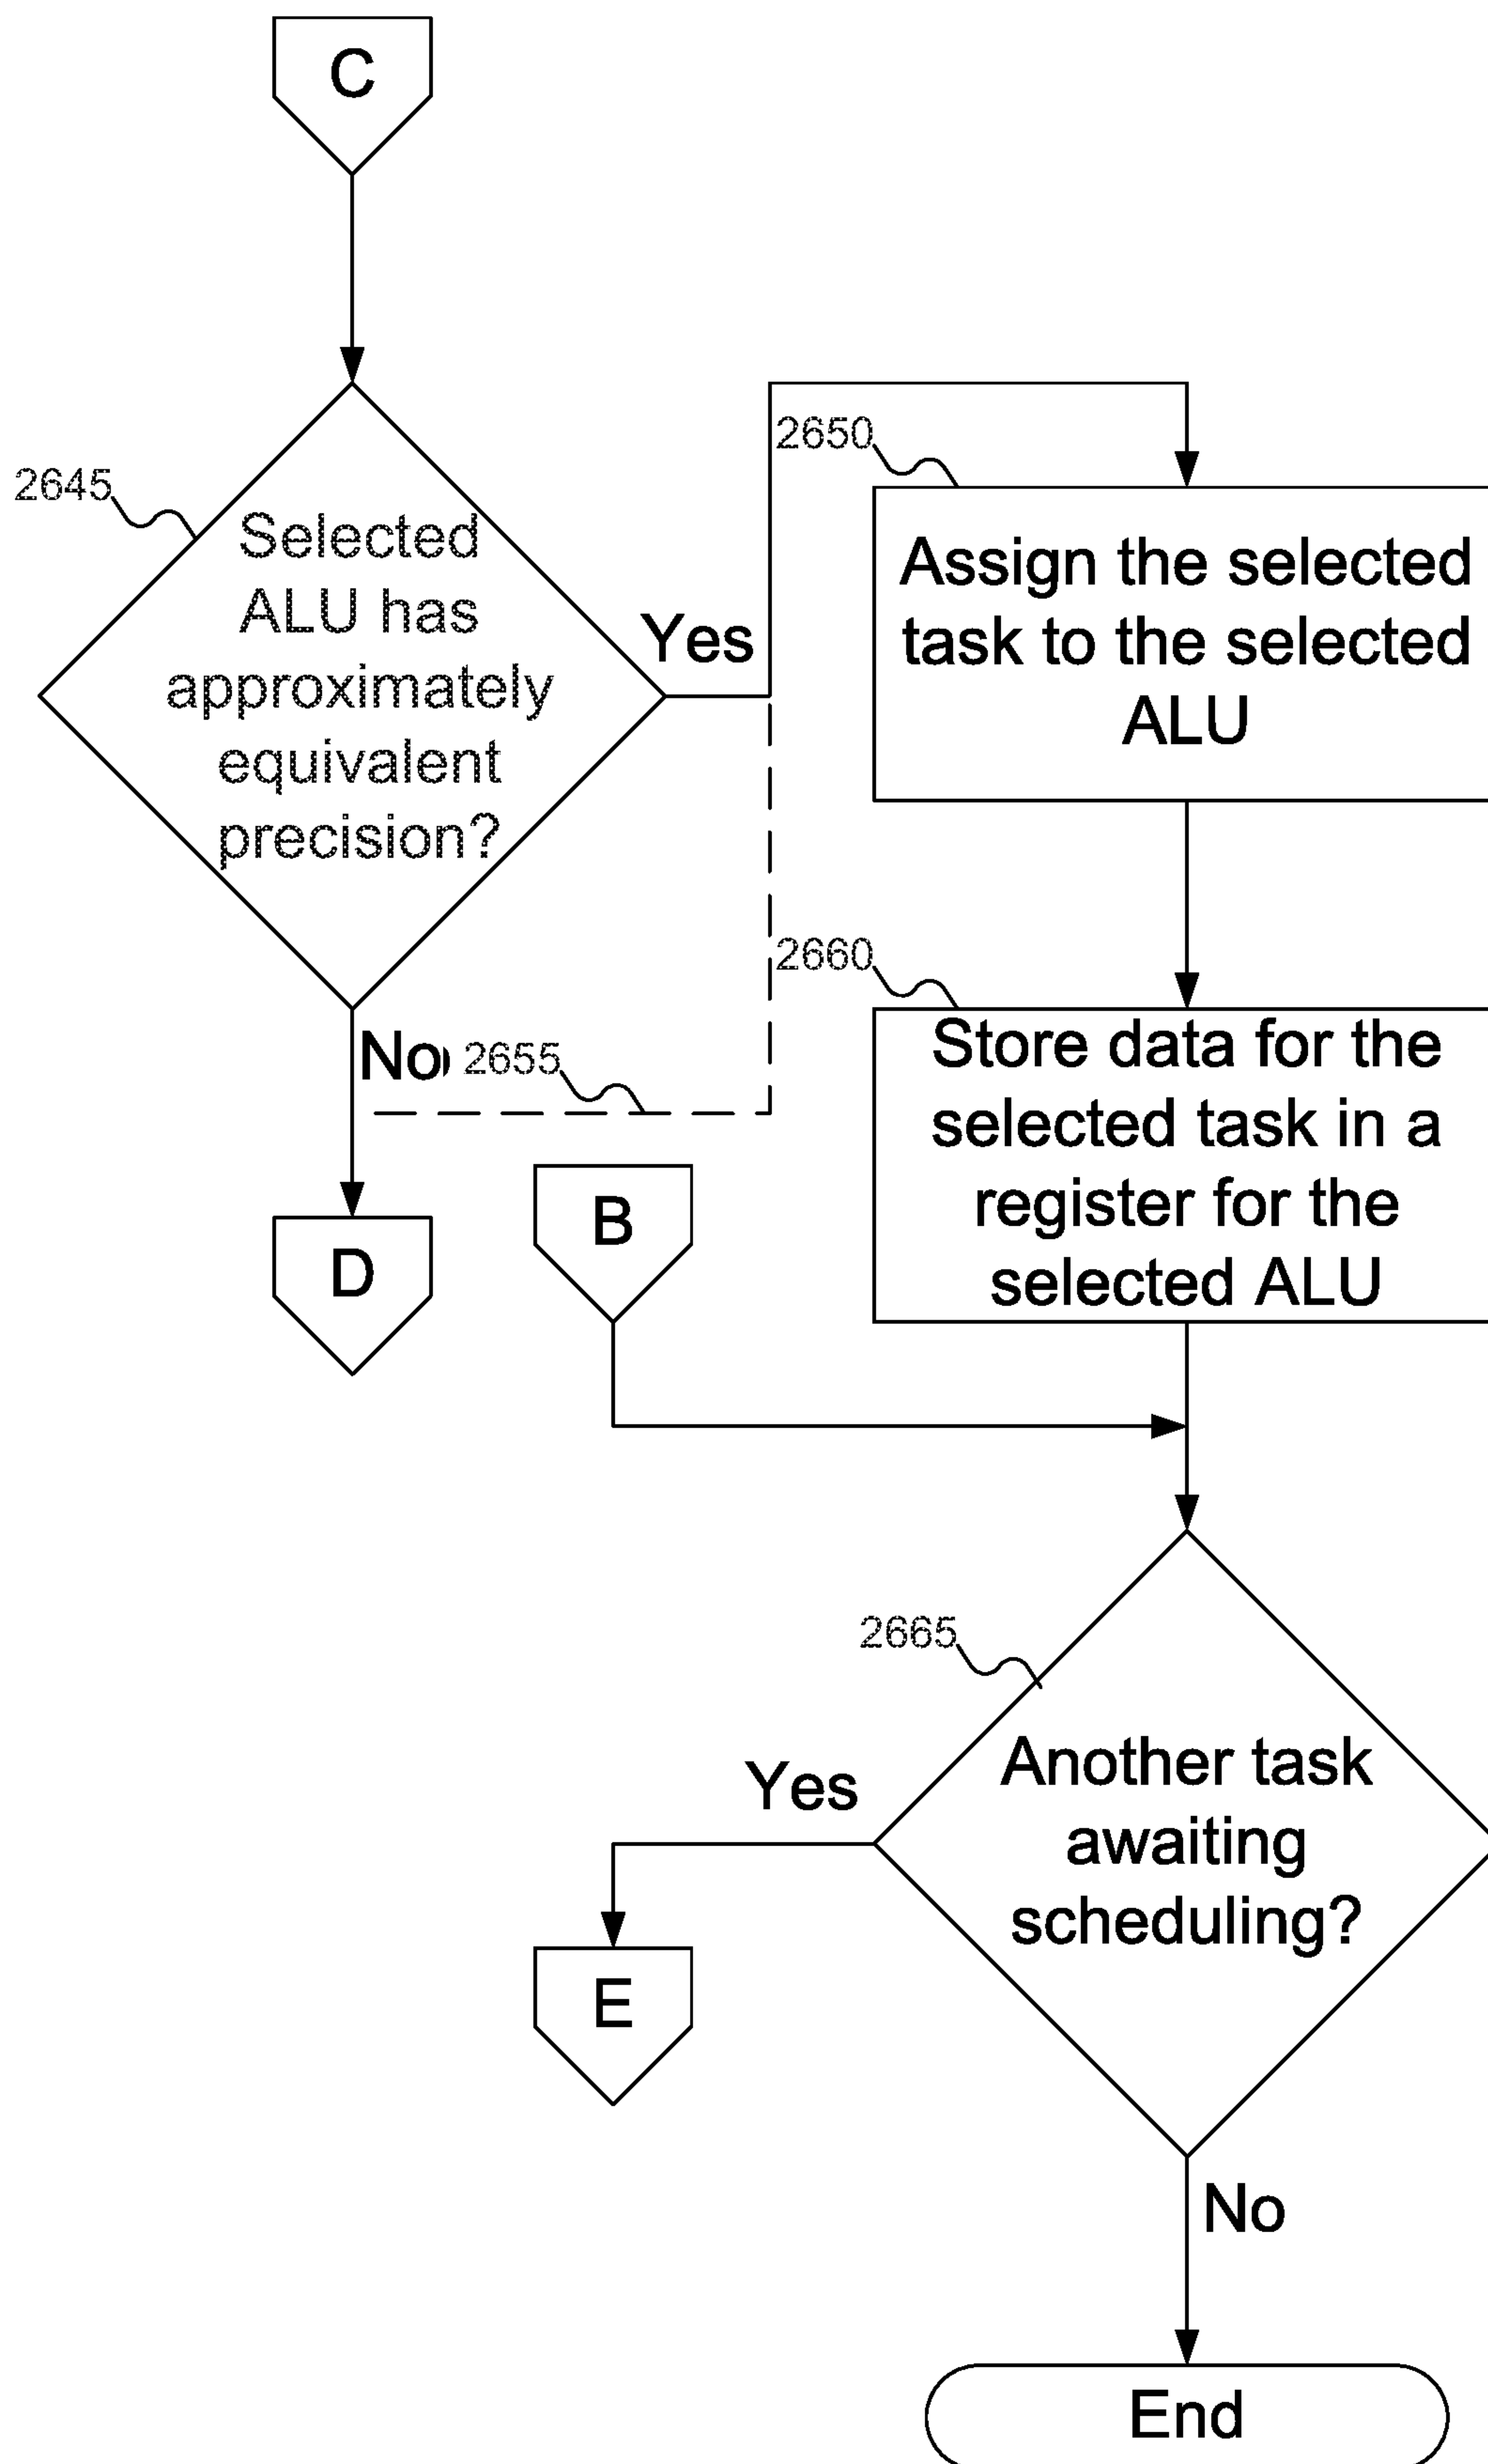 C
2645
Selected
ALU has
approximately
equivalent
precision?
Yes
2650
Assign the selected
task to the selected
ALU
No
2655
2660
Store data for the
selected task in a
register for the
selected ALU
D
B
2665
Another task
awaiting
scheduling?
Yes
E
No
End